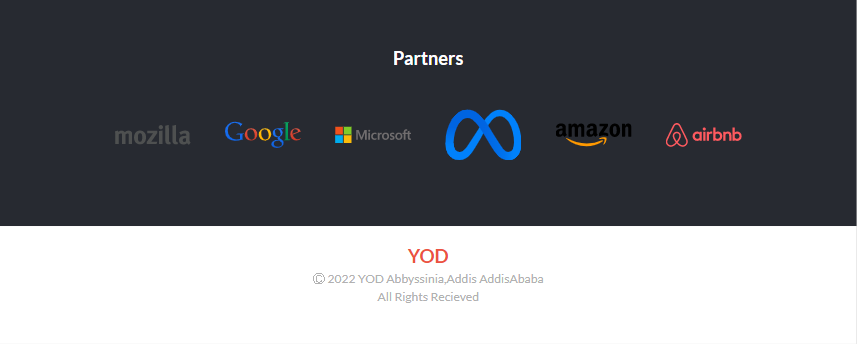 Partners
mozilla Google Microsoft amazon airbnb
YOD
© 2022 YOD Abbyssinia,Addis AddisAbaba
All Rights Recieved